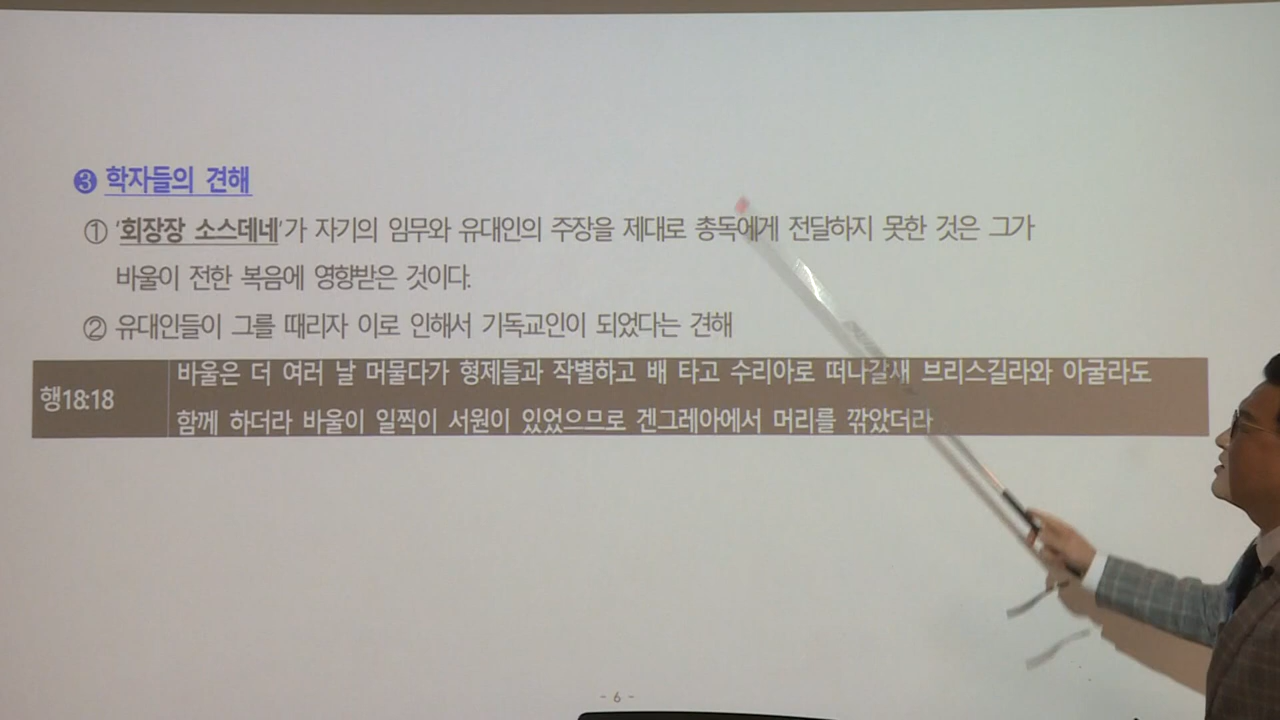 ❸ 학자들의 견해
① '회장장 소스데네'가 자기의 임무와 유대인의 주장을 제대로 총독에게 전달하지 못한 것은 그가
바울이 전한 복음에 영향받은 것이다.
② 유대인들이 그를 때리자 이로 인해서 기독교인이 되었다는 견해
행18:18
바울은 더 여러 날 머물다가 형제들과 작별하고 배 타고 수리아로 떠나갈새 브리스길라와 아굴라도
함께 하더라 바울이 일찍이 서원이 있었으므로 겐그레아에서 머리를 깎았더라
- 6 -